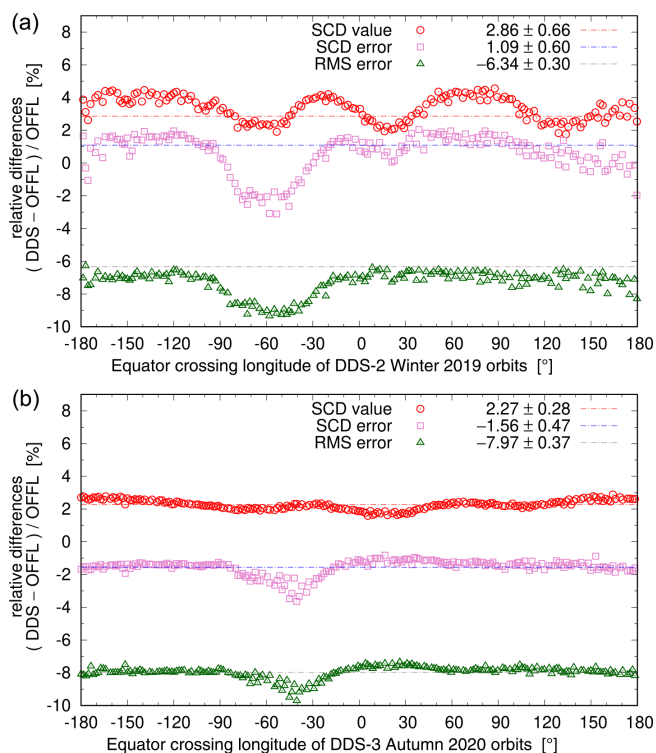 (a)
SCD value 2.86 ± 0.66
SCD error 1.09 ± 0.60
RMS error −6.34 ± 0.30
relative differences
( DDS − OFFL ) / OFFL [%]
8
6
4
2
0
-2
-4
-6
-8
-10
-180 -150 -120 -90 -60 -30 0 30 60 90 120 150 180
Equator crossing longitude of DDS-2 Winter 2019 orbits [°]
(b)
SCD value 2.27 ± 0.28
SCD error −1.56 ± 0.47
RMS error −7.97 ± 0.37
relative differences
( DDS − OFFL ) / OFFL [%]
8
6
4
2
0
-2
-4
-6
-8
-10
-180 -150 -120 -90 -60 -30 0 30 60 90 120 150 180
Equator crossing longitude of DDS-3 Autumn 2020 orbits [°]